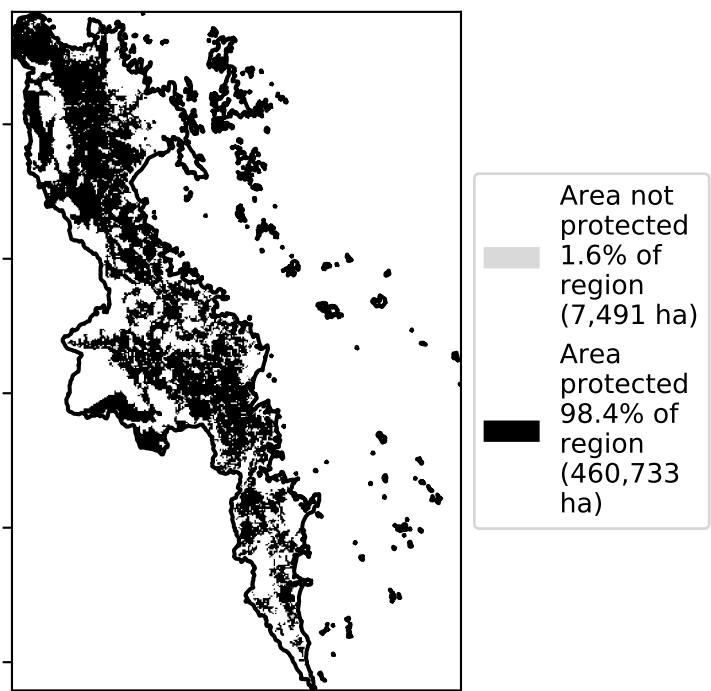 Area not
protected
1.6% of
region
(7,491 ha)
Area
protected
98.4% of
region
(460,733
ha)